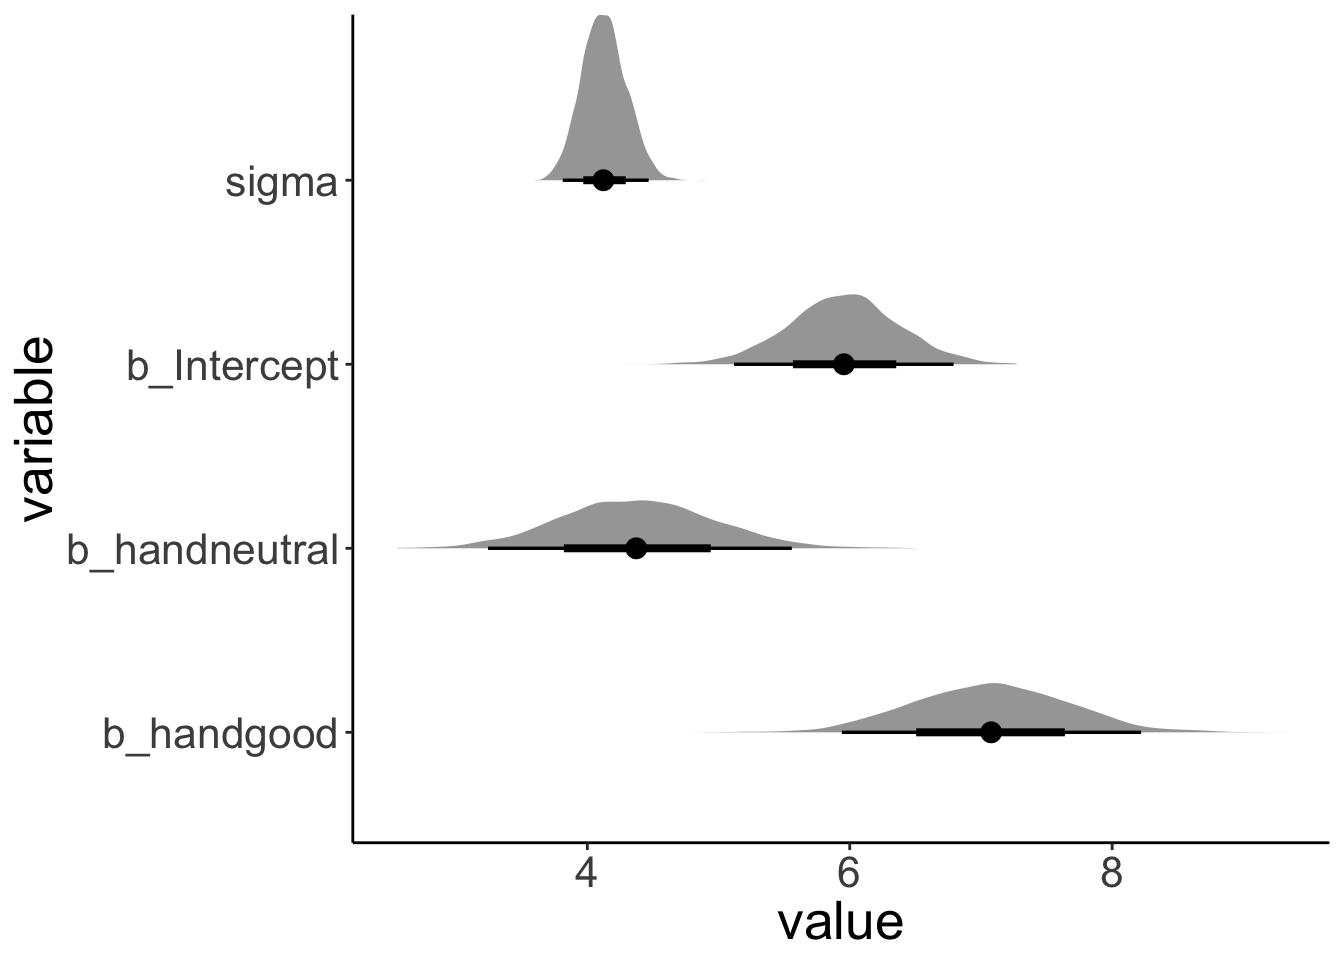 variable
sigma
b_Intercept
b_handneutral
b_handgood
4 6 8
value